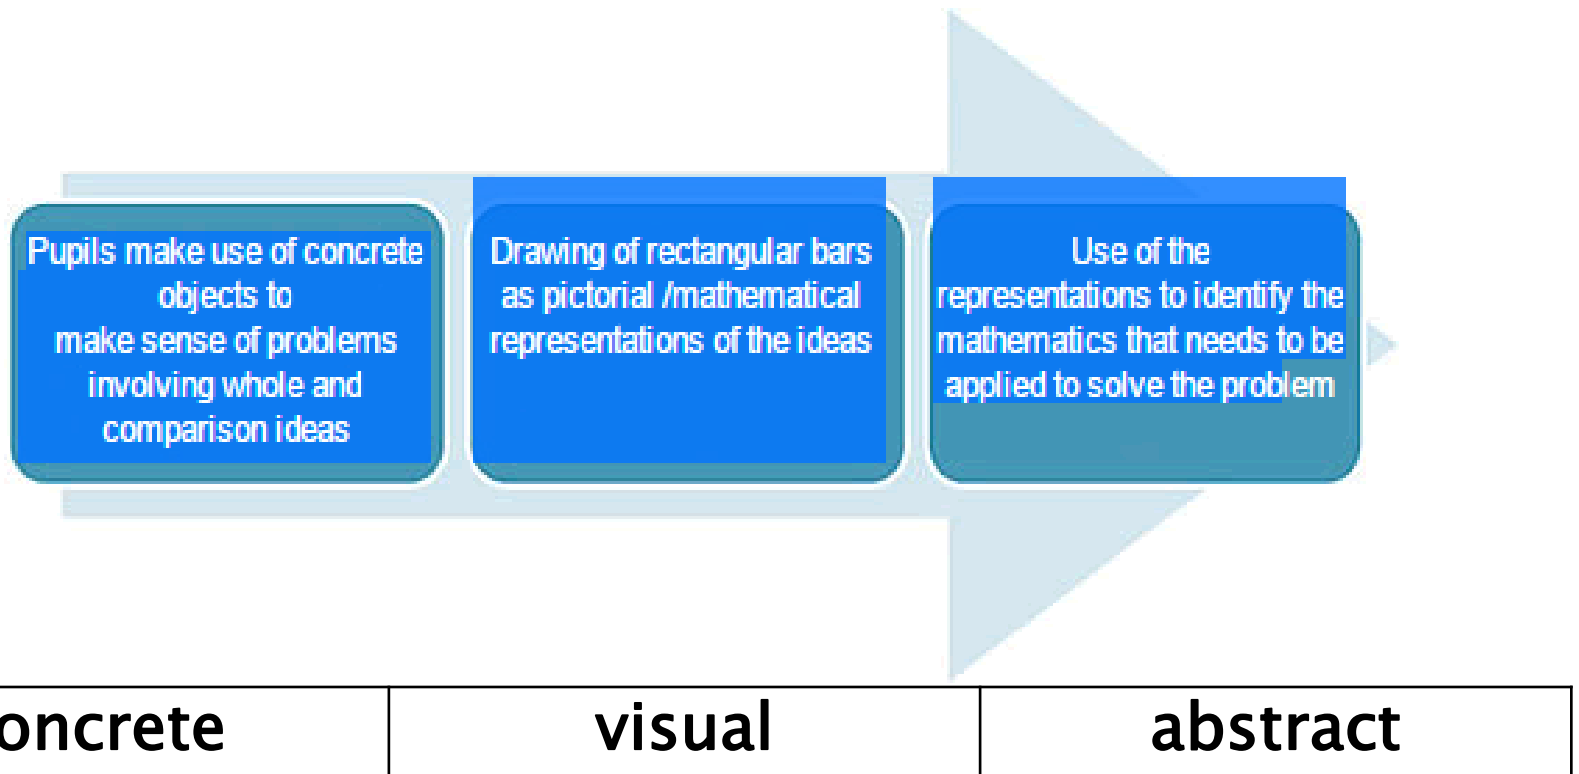 Pupils make use of concrete
objects to
make sense of problems
involving whole and
comparison ideas
Drawing of rectangular bars
as pictorial /mathematical
representations of the ideas
Use of the
representations to identify the
mathematics that needs to be
applied to solve the problem
oncrete
visual
abstract